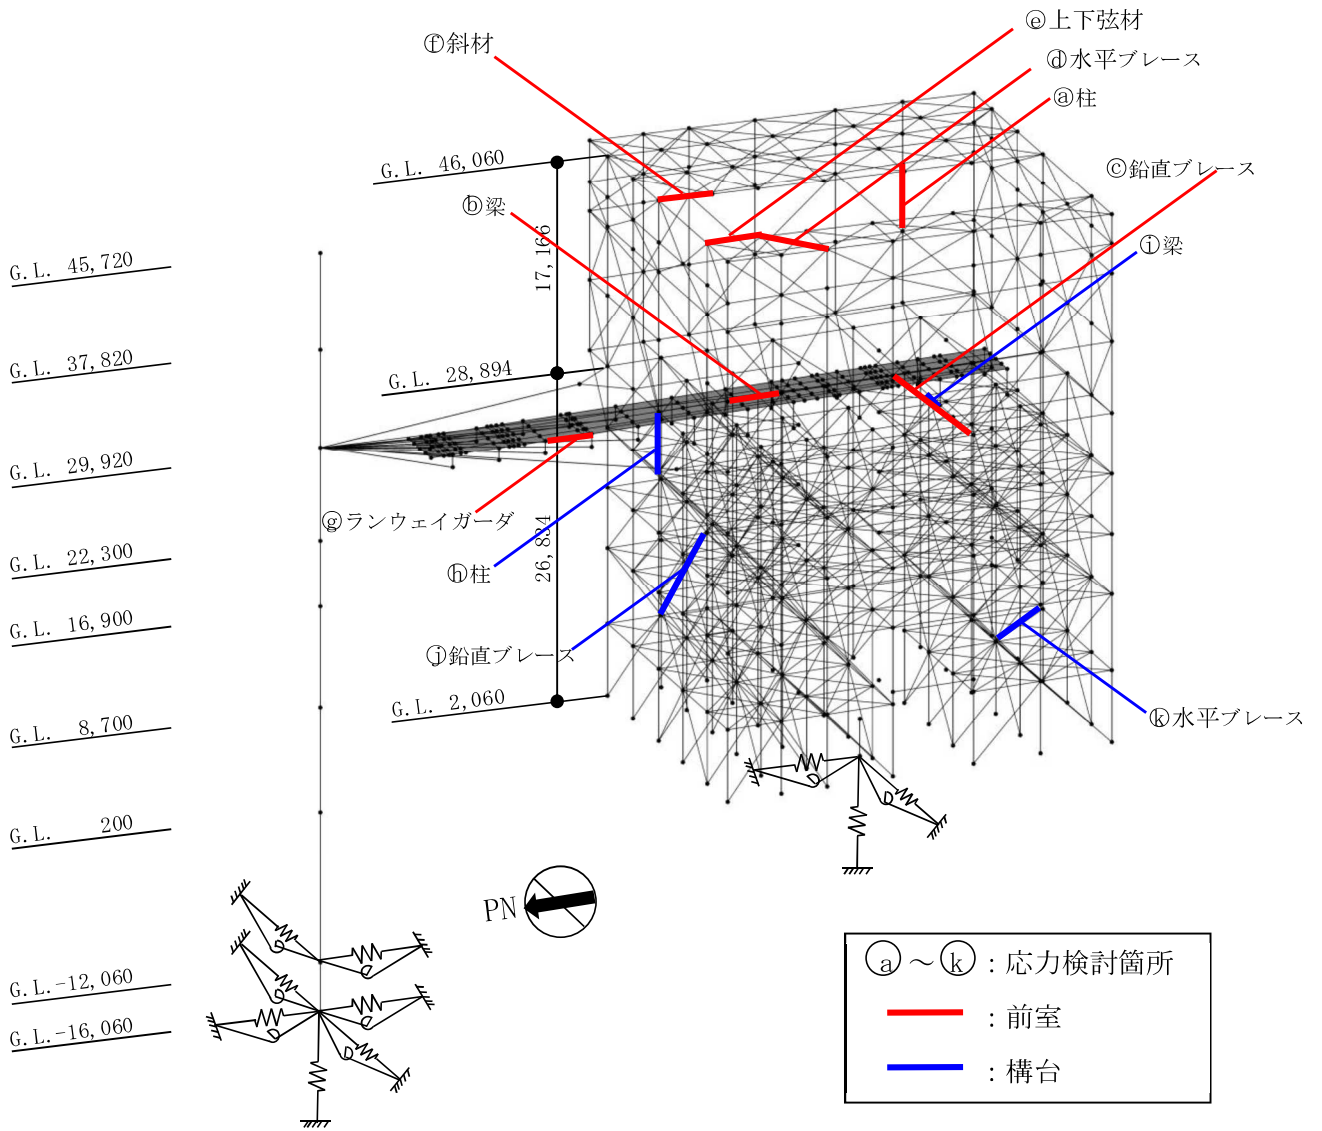 ⓔ上下弦材
ⓕ斜材
ⓓ水平ブレース
ⓐ柱
G.L. 46,060
ⓒ鉛直ブレース
ⓑ梁
17,166
ⓘ梁
G.L. 45,720
G.L. 37,820
G.L. 28,894
G.L. 29,920
ⓖランウェイガーダ
26,834
G.L. 22,300
ⓗ柱
G.L. 16,900
ⓙ鉛直ブレース
G.L. 2,060
ⓚ水平ブレース
G.L. 8,700
G.L. 200
PN
ⓐ～ⓚ：応力検討箇所
G.L.-12,060
：前室
G.L.-16,060
：構台